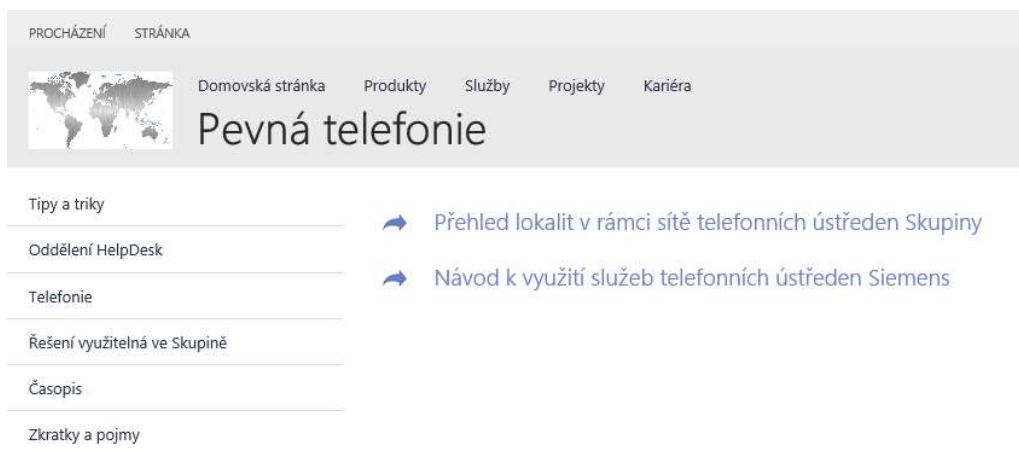 PROCHÁZENÍ STRÁNKA
Domovská stránka Produkty Služby Projekty Kariéra
Pevná telefonie
Tipy a triky
Oddělení HelpDesk
Telefonie
Řešení využitelná ve Skupině
Časopis
Zkratky a pojmy
Přehled lokalit v rámci sítě telefonních ústředen Skupiny
Návod k využití služeb telefonních ústředen Siemens